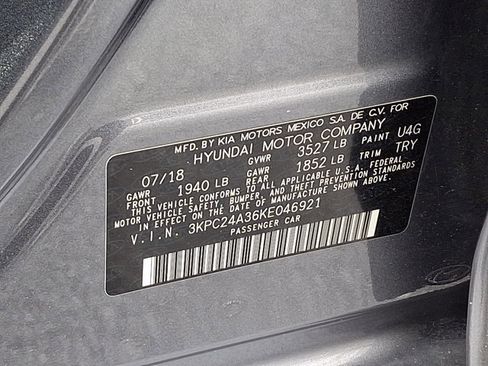 MFD. BY KIA MOTORS MEXICO S.A. DE C.V. FOR
HYUNDAI MOTOR COMPANY
07/18 GVWR 3527 LB PAINT U4G
GAWR FRONT 1940 LB GAWR REAR 1852 LB TRIM TRY
THIS VEHICLE CONFORMS TO ALL APPLICABLE U.S.A. FEDERAL
MOTOR VEHICLE SAFETY, BUMPER, AND THEFT PREVENTION STANDARDS
IN EFFECT ON THE DATE OF MANUFACTURE SHOWN ABOVE.
V.I.N. 3KPC24A36KE046921
PASSENGER CAR